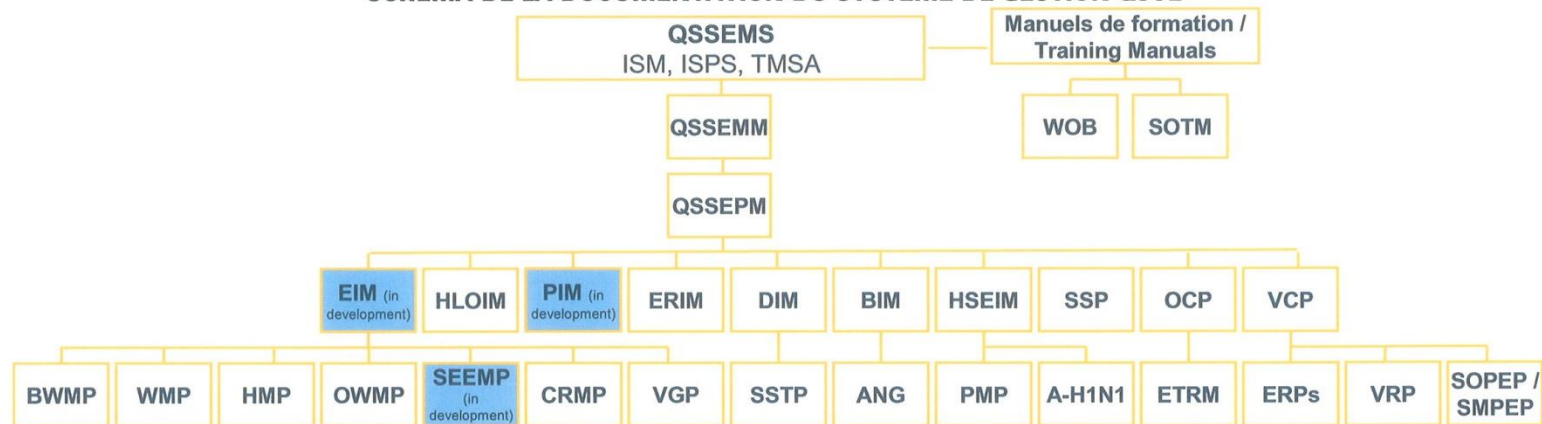 QSSEMS
ISM, ISPS, TMSA
Manuels de formation /
Training Manuals
WOB
SOTM
QSSEMM
QSSEPM
EIM (in
development)
HLOIM
PIM (in
development)
ERIM
DIM
BIM
HSEIM
SSP
OCP
VCP
BWMP
WMP
HMP
OWMP
SEEMP
(in
development)
CRMP
VGP
SSTP
ANG
PMP
A-H1N1
ETRM
ERPs
VRP
SOPEP /
SMPEP